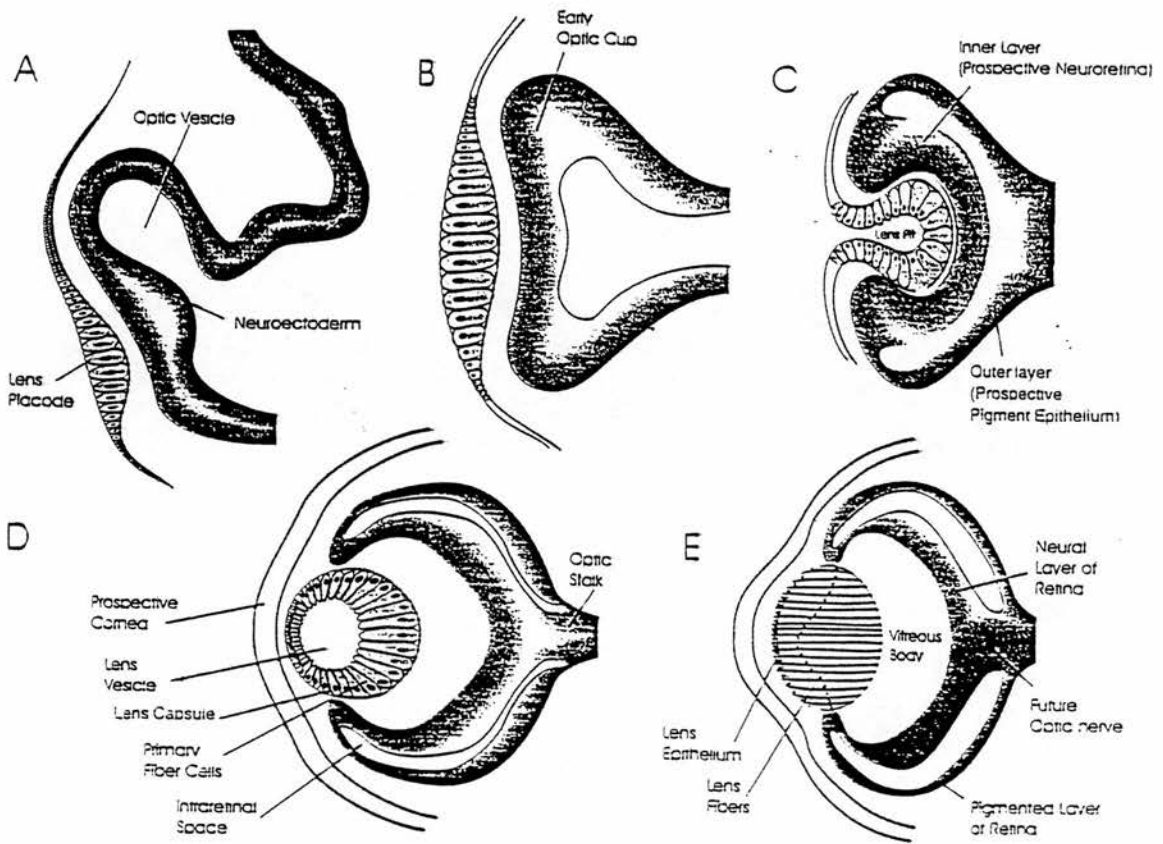 A
Optic Vesicle
Neuroectoderm
Lens
Placode
B
Early
Optic Cup
C
Inner Layer
(Prospective Neuroretina)
Lens Pit
Outer layer
(Prospective
Pigment Epithelium)
D
Prospective
Cornea
Lens
Vesicle
Lens Capsule
Primary
Fiber Cells
Intraretinal
Space
Optic
Stalk
E
Neural
Layer of
Retina
Vitreous
Body
Future
Optic nerve
Lens
Epithelium
Lens
Fibers
Pigmented Layer
of Retina